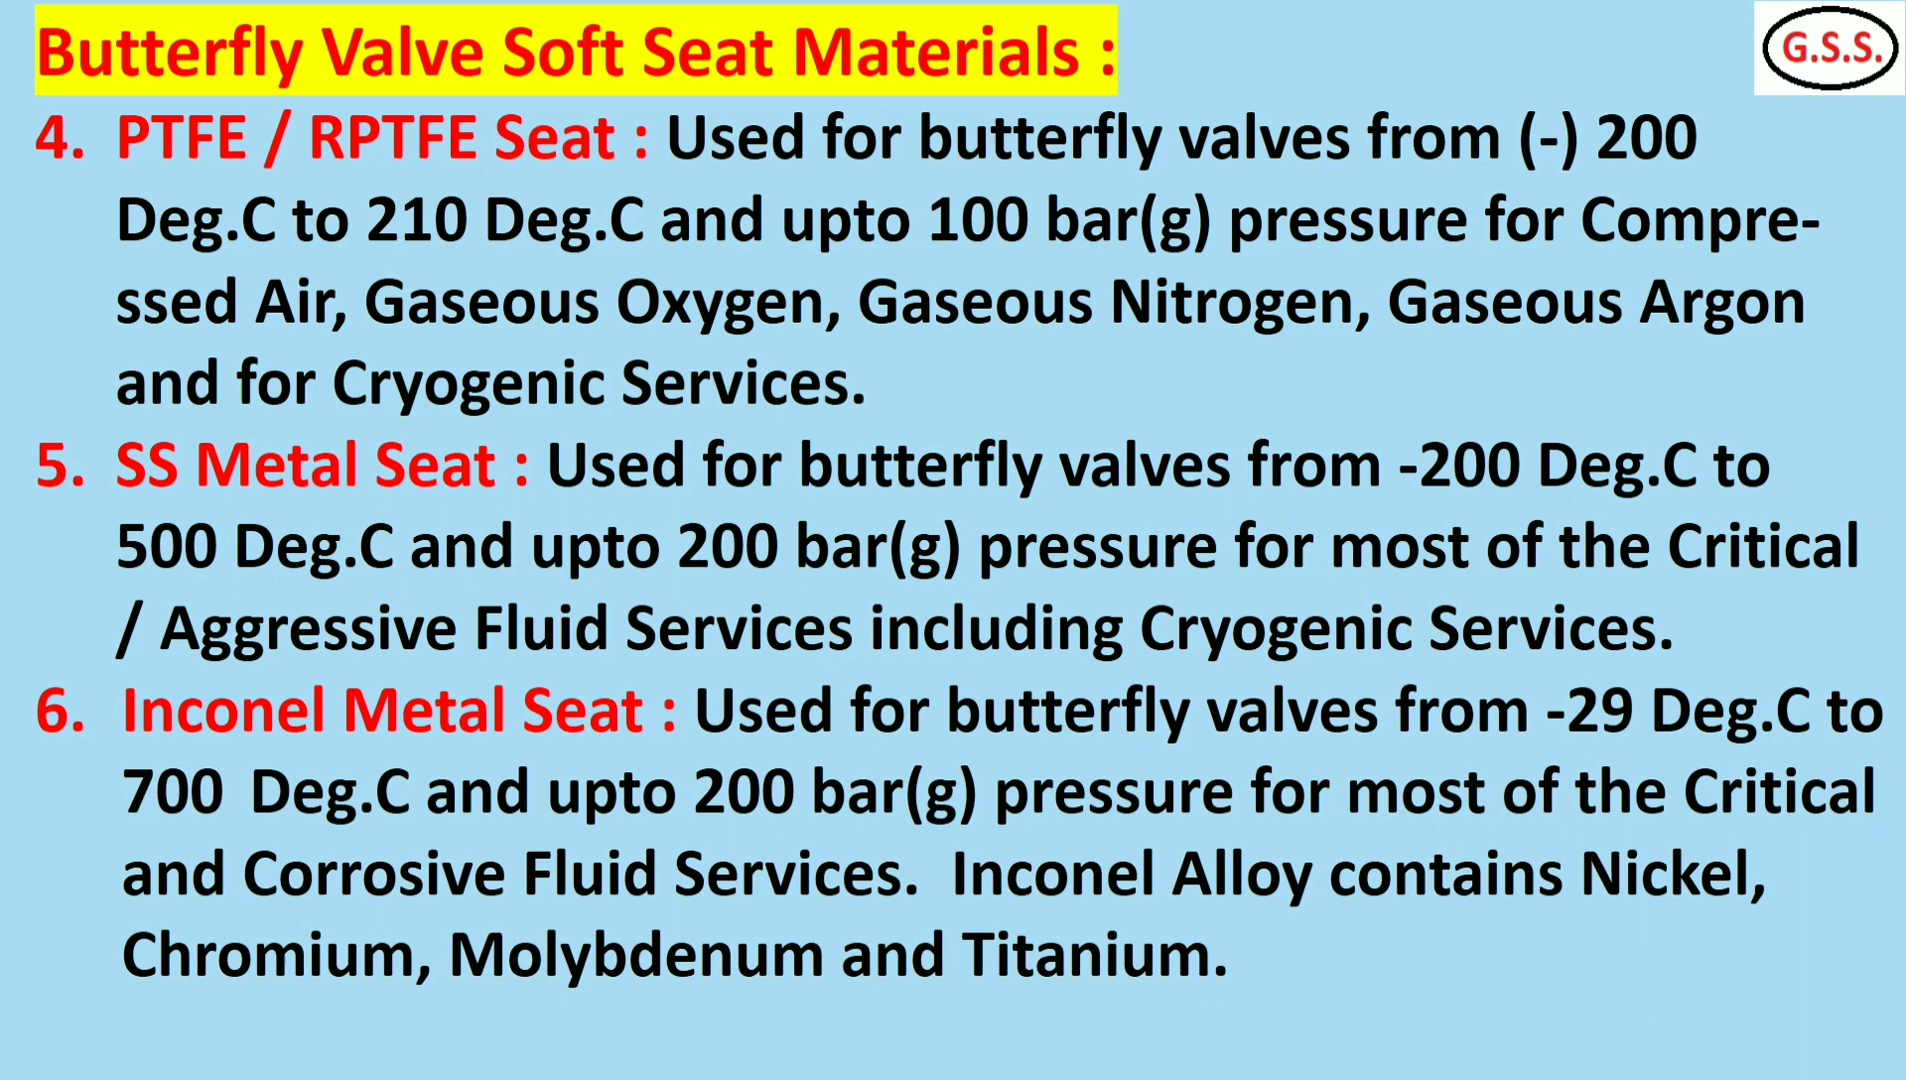 Butterfly Valve Soft Seat Materials :
G.S.S.
4. PTFE / RPTFE Seat : Used for butterfly valves from (-) 200
Deg.C to 210 Deg.C and upto 100 bar(g) pressure for Compre-
ssed Air, Gaseous Oxygen, Gaseous Nitrogen, Gaseous Argon
and for Cryogenic Services.
5. SS Metal Seat : Used for butterfly valves from -200 Deg.C to
500 Deg.C and upto 200 bar(g) pressure for most of the Critical
/ Aggressive Fluid Services including Cryogenic Services.
6. Inconel Metal Seat : Used for butterfly valves from -29 Deg.C to
700 Deg.C and upto 200 bar(g) pressure for most of the Critical
and Corrosive Fluid Services. Inconel Alloy contains Nickel,
Chromium, Molybdenum and Titanium.